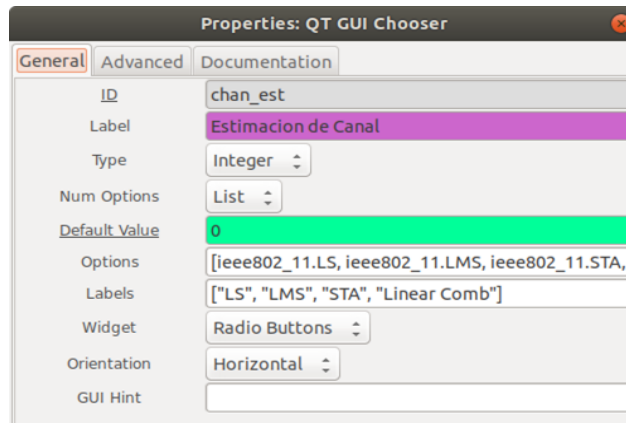 Properties: QT GUI Chooser
General Advanced Documentation
ID chan_est
Label Estimacion de Canal
Type Integer
Num Options List
Default Value 0
Options [ieee802_11.LS, ieee802_11.LMS, ieee802_11.STA,
Labels ["LS", "LMS", "STA", "Linear Comb"]
Widget Radio Buttons
Orientation Horizontal
GUI Hint